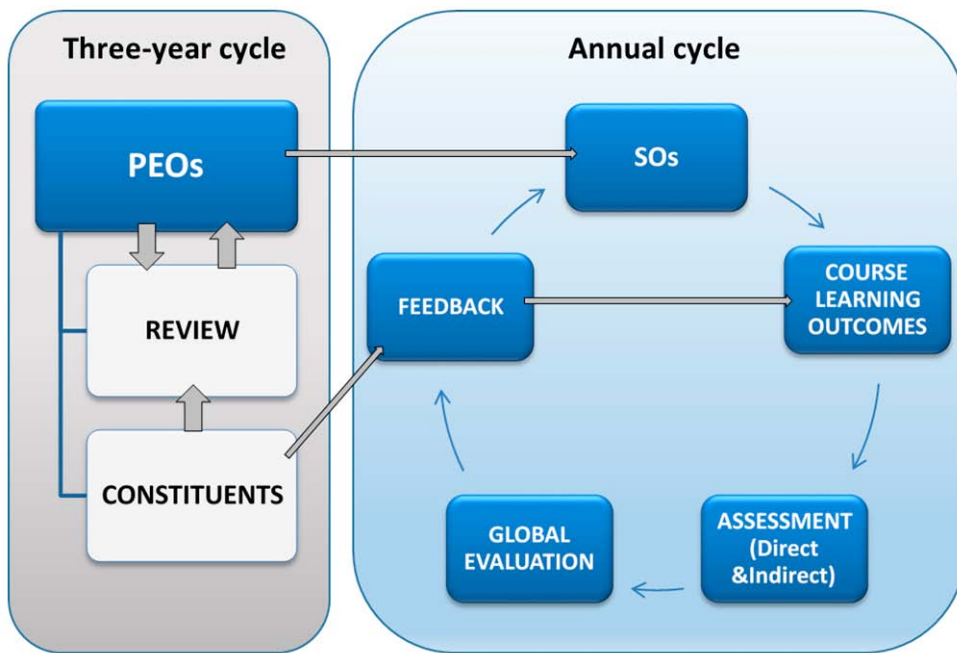 Three-year cycle
PEOs
REVIEW
CONSTITUENTS
Annual cycle
SOs
FEEDBACK
COURSE
LEARNING
OUTCOMES
GLOBAL
EVALUATION
ASSESSMENT
(Direct
&Indirect)